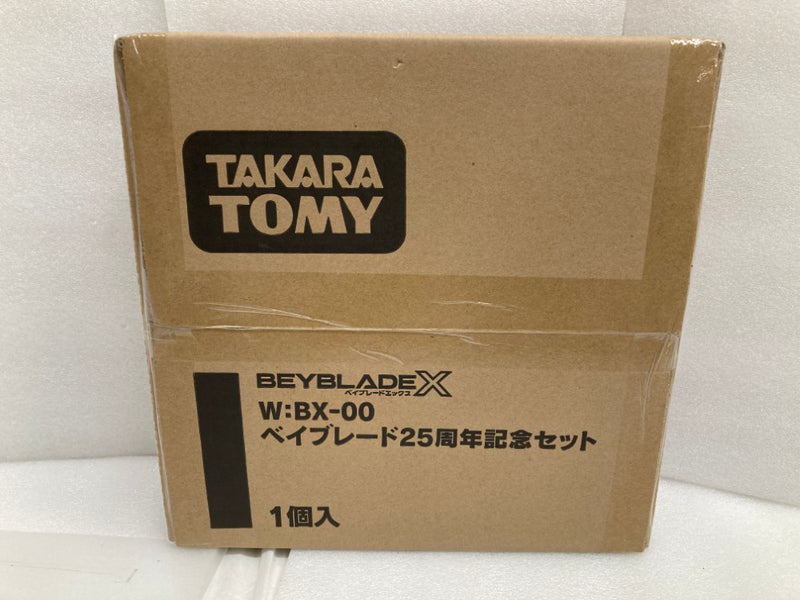 TAKARA
TOMY
BEYBLADE X
ベイブレードエックス
W:BX-00
ベイブレード25周年記念セット
1個入